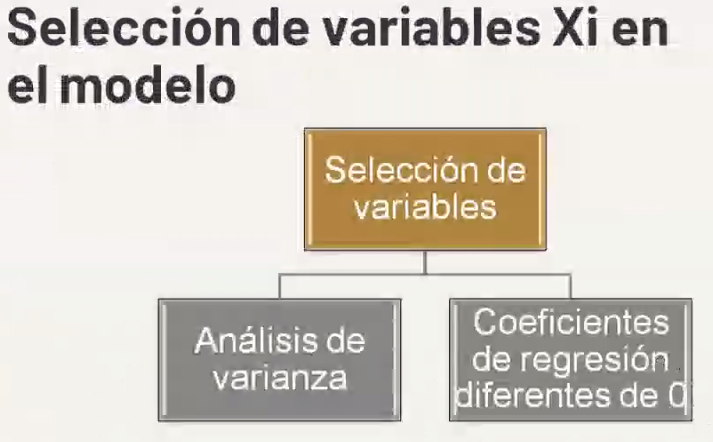 Selección de variables Xi en
el modelo
Selección de
variables
Análisis de
varianza
Coeficientes
de regresión
diferentes de 0